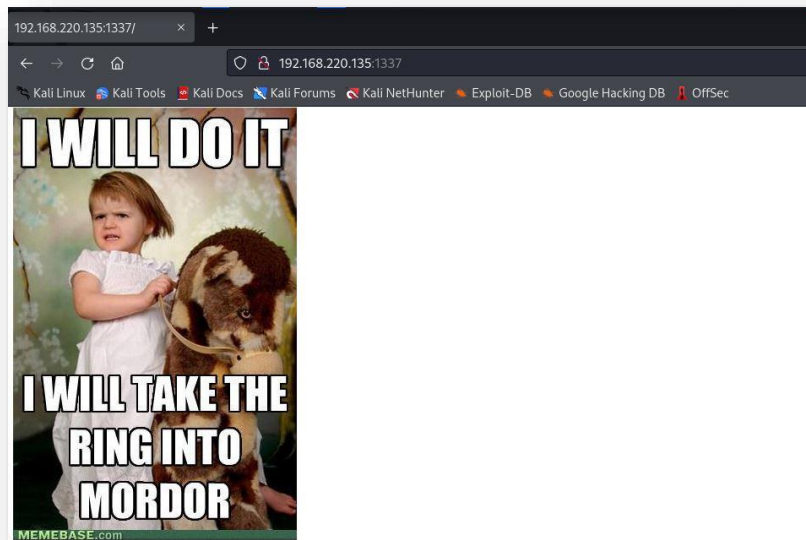 192.168.220.135:1337/
192.168.220.135:1337
Kali Linux Kali Tools Kali Docs Kali Forums Kali NetHunter Exploit-DB Google Hacking DB OffSec
I WILL DO IT
I WILL TAKE THE
RING INTO
MORDOR
MEMEBASE.com